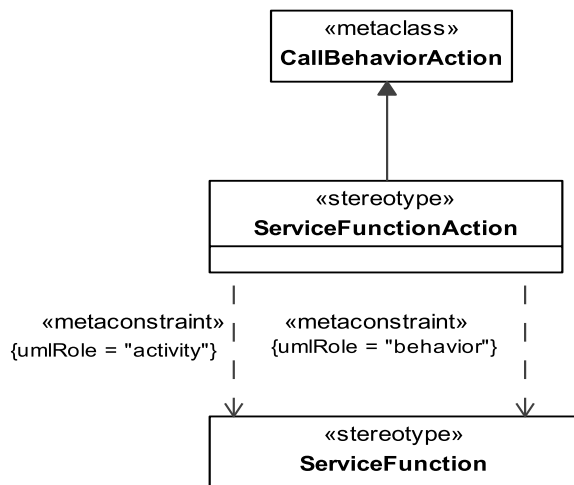 «metaclass»
CallBehaviorAction
«stereotype»
ServiceFunctionAction
«metaconstraint» «metaconstraint»
{umlRole = "activity"} {umlRole = "behavior"}
«stereotype»
ServiceFunction